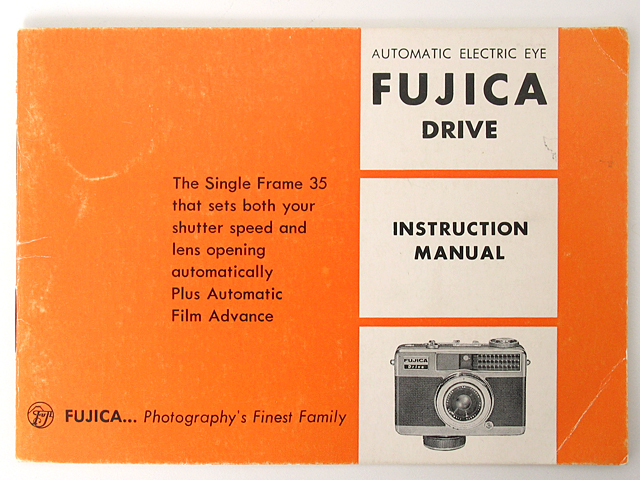 AUTOMATIC ELECTRIC EYE
FUJICA
DRIVE
The Single Frame 35
that sets both your
shutter speed and
lens opening
automatically
Plus Automatic
Film Advance
INSTRUCTION
MANUAL
FUJICA
Drive
Fuji
FUJICA... Photography's Finest Family